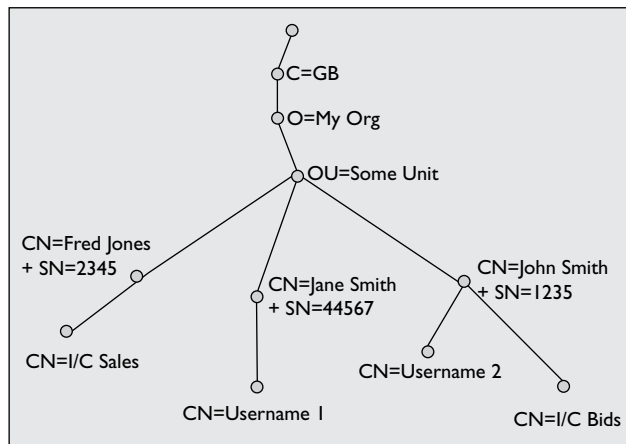 C=GB
O=My Org
OU=Some Unit
CN=Fred Jones
+ SN=2345
CN=Jane Smith
+ SN=44567
CN=John Smith
+ SN=1235
CN=I/C Sales
CN=Username 1
CN=Username 2
CN=I/C Bids